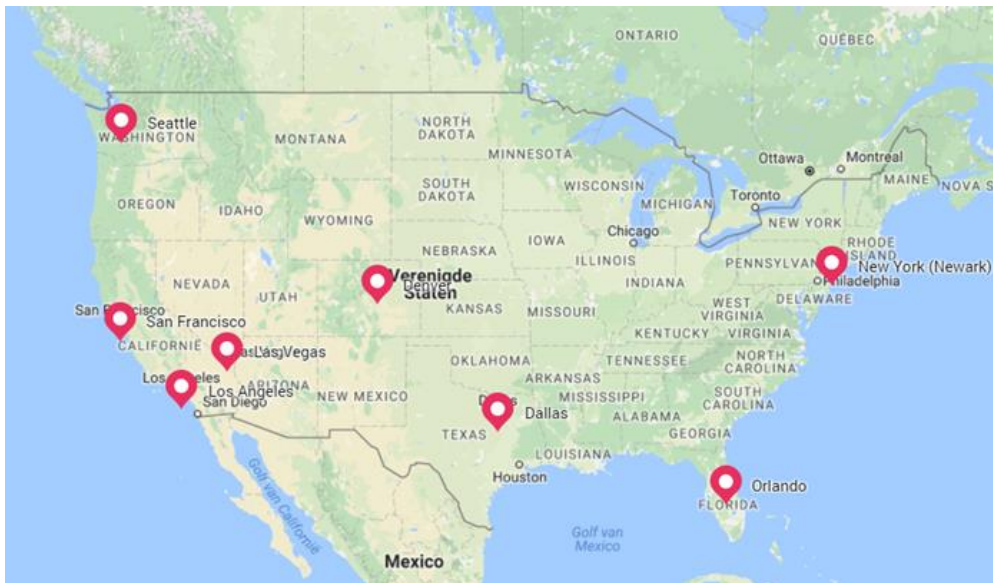 ONTARIO
QUÉBEC
Seattle
WASHINGTON
MONTANA
NORTH
DAKOTA
MINNESOTA
Ottawa
Montreal
MAINE
NOVA S
OREGON
IDAHO
SOUTH
DAKOTA
WISCONSIN
MICHIGAN
Toronto
WYOMING
NEW YORK
Chicago
IOWA
NEBRASKA
ILLINOIS
RHODE
ISLAND
PENNSYLVAN
New York (Newark)
NEVADA
UTAH
Verenigde
Staten
Denver
INDIANA
Philadelphia
DELAWARE
KANSAS
MISSOURI
WEST
VIRGINIA
San Francisco
San Francisco
KENTUCKY
VIRGINIA
CALIFORNIË
Las Vegas
OKLAHOMA
TENNESSEE
NORTH
CAROLINA
Los Angeles
ARIZONA
NEW MEXICO
ARKANSAS
MISSISSIPPI
SOUTH
CAROLINA
Los Angeles
San Diego
Dallas
ALABAMA
TEXAS
GEORGIA
LOUISIANA
Houston
Orlando
FLORIDA
Golf van Californië
Golf van
Mexico
Mexico